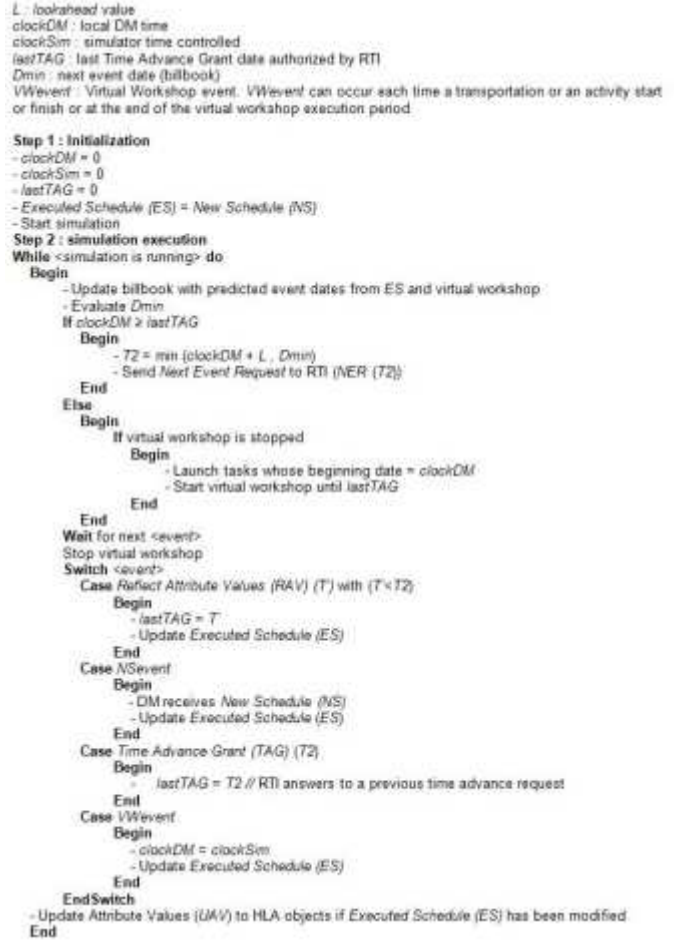 L : lookahead value
clockDM : local DM time
clockSim : simulator time controlled
lastTAG : last Time Advance Grant date authorized by RTI
Dmin : next event date (billbook)
VWevent : Virtual Workshop event. VWevent can occur each time a transportation or an activity start
or finish or at the end of the virtual workshop execution period
Step 1 : Initialization
- clockDM = 0
- clockSim = 0
- lastTAG = 0
- Executed Schedule (ES) = New Schedule (NS)
- Start simulation
Step 2 : simulation execution
While <simulation is running> do
Begin
- Update billbook with predicted event dates from ES and virtual workshop
- Evaluate Dmin
If clockDM ≥ lastTAG
Begin
- T2 = min (clockDM + L , Dmin)
- Send Next Event Request to RTI (NER (T2))
End
Else
Begin
If virtual workshop is stopped
Begin
- Launch tasks whose beginning date = clockDM
- Start virtual workshop until lastTAG
End
End
Wait for next <event>
Stop virtual workshop
Switch <event>
Case Reflect Attribute Values (RAV) (T') with (T'<T2)
Begin
- lastTAG = T'
- Update Executed Schedule (ES)
End
Case NSevent
Begin
- DM receives New Schedule (NS)
- Update Executed Schedule (ES)
End
Case Time Advance Grant (TAG) (T2)
Begin
- lastTAG = T2 // RTI answers to a previous time advance request
End
Case VWevent
Begin
- clockDM = clockSim
- Update Executed Schedule (ES)
End
EndSwitch
- Update Attribute Values (UAV) to HLA objects if Executed Schedule (ES) has been modified
End